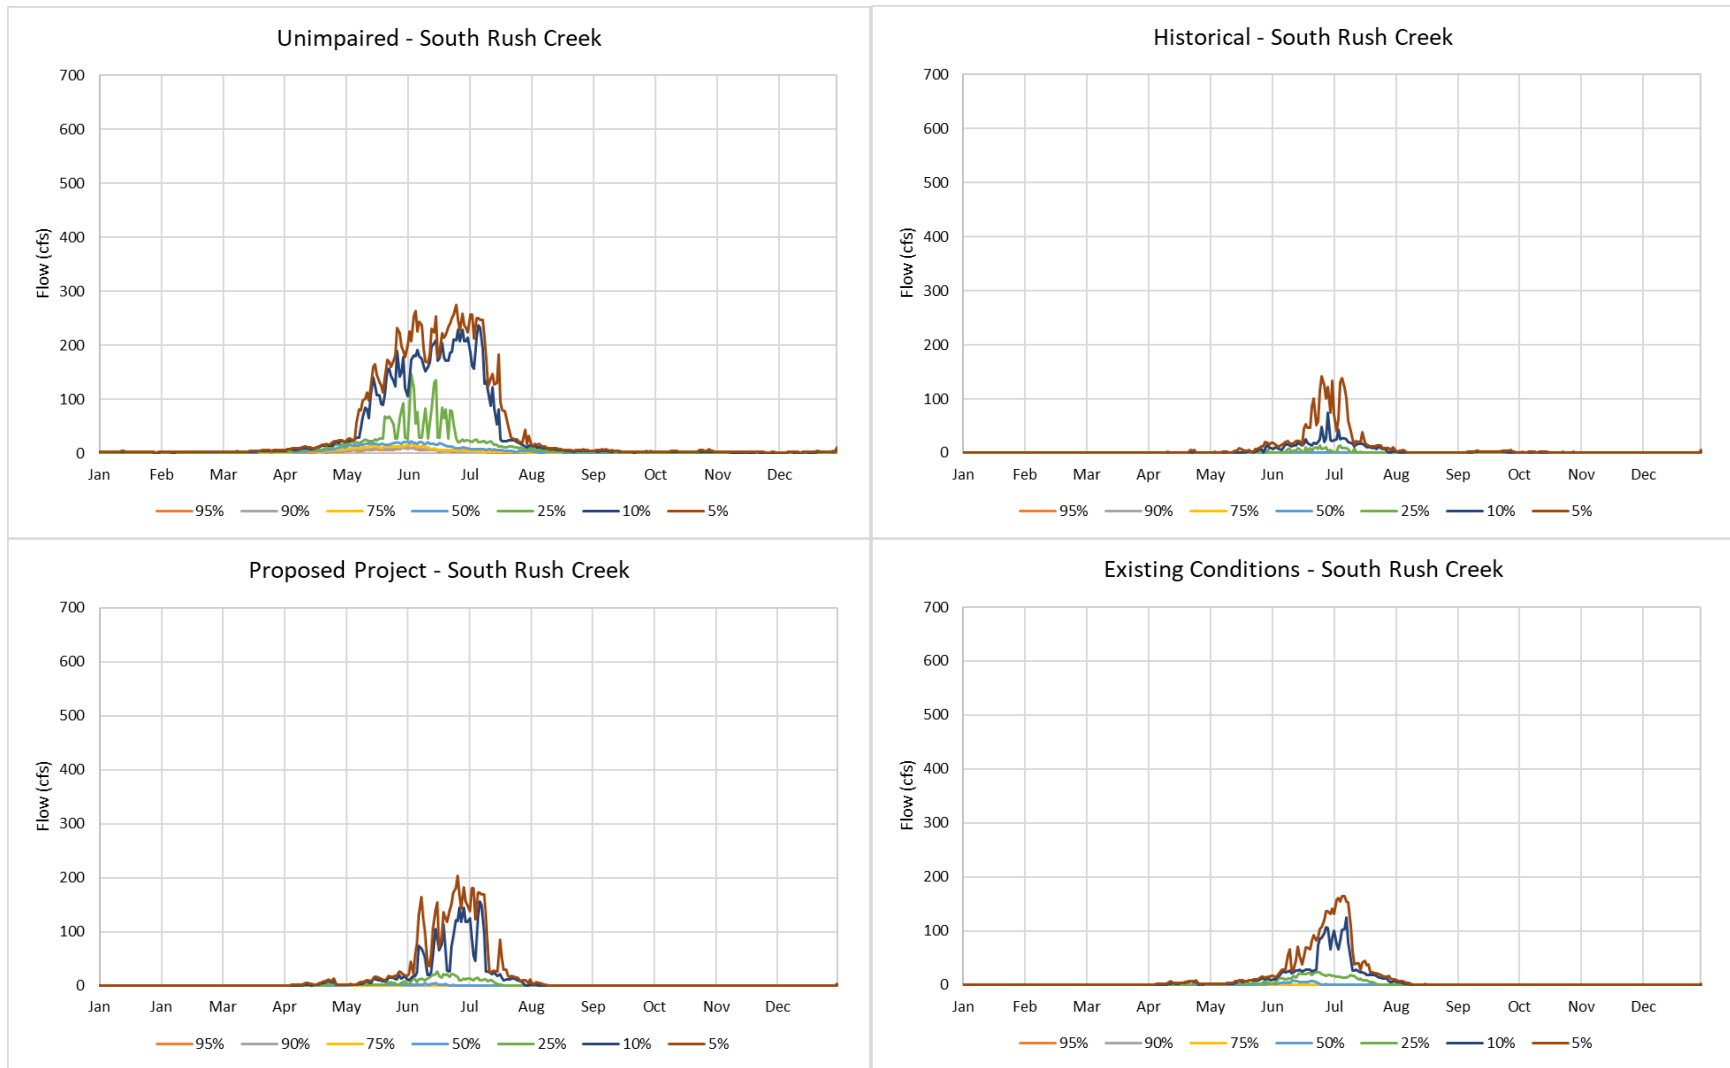 Unimpaired - South Rush Creek
700
600
500
400
300
200
100
0
Flow (cfs)
Jan Feb Mar Apr May Jun Jul Aug Sep Oct Nov Dec
95% 90% 75% 50% 25% 10% 5%
Historical - South Rush Creek
700
600
500
400
300
200
100
0
Flow (cfs)
Jan Feb Mar Apr May Jun Jul Aug Sep Oct Nov Dec
95% 90% 75% 50% 25% 10% 5%
Proposed Project - South Rush Creek
700
600
500
400
300
200
100
0
Flow (cfs)
Jan Feb Mar Apr May Jun Jul Aug Sep Oct Nov Dec
95% 90% 75% 50% 25% 10% 5%
Existing Conditions - South Rush Creek
700
600
500
400
300
200
100
0
Flow (cfs)
Jan Feb Mar Apr May Jun Jul Aug Sep Oct Nov Dec
95% 90% 75% 50% 25% 10% 5%